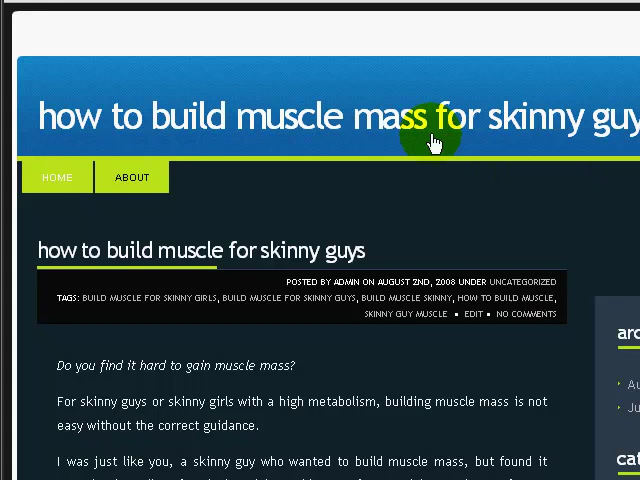 how to build muscle mass for skinny guy
HOME ABOUT
how to build muscle for skinny guys
POSTED BY ADMIN ON AUGUST 2ND, 2008 UNDER UNCATEGORIZED
TAGS: BUILD MUSCLE FOR SKINNY GIRLS, BUILD MUSCLE FOR SKINNY GUYS, BUILD MUSCLE SKINNY, HOW TO BUILD MUSCLE,
SKINNY GUY MUSCLE ▪ EDIT ▪ NO COMMENTS
arc
Do you find it hard to gain muscle mass?
Au
For skinny guys or skinny girls with a high metabolism, building muscle mass is not
Ju
easy without the correct guidance.
I was just like you, a skinny guy who wanted to build muscle mass, but found it
cat